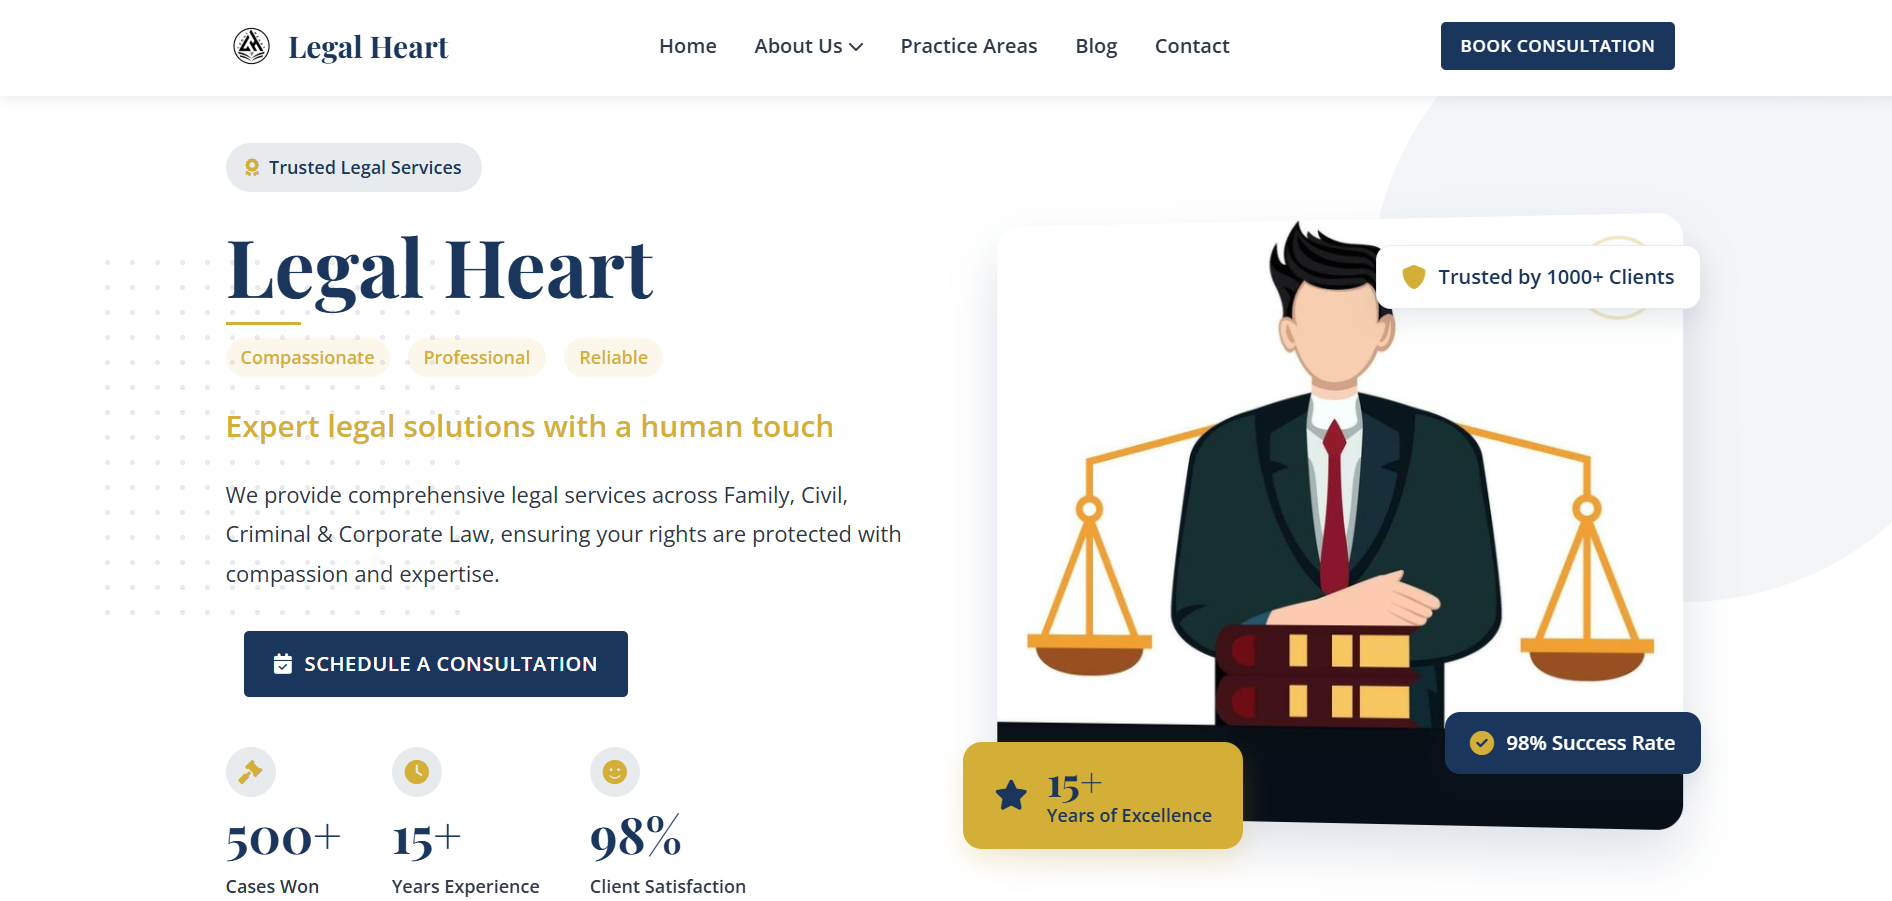 Legal Heart
Home
About Us
Practice Areas
Blog
Contact
BOOK CONSULTATION
Trusted Legal Services
Legal Heart
Compassionate
Professional
Reliable
Expert legal solutions with a human touch
We provide comprehensive legal services across Family, Civil,
Criminal & Corporate Law, ensuring your rights are protected with
compassion and expertise.
SCHEDULE A CONSULTATION
500+
Cases Won
15+
Years Experience
98%
Client Satisfaction
Trusted by 1000+ Clients
98% Success Rate
15+
Years of Excellence